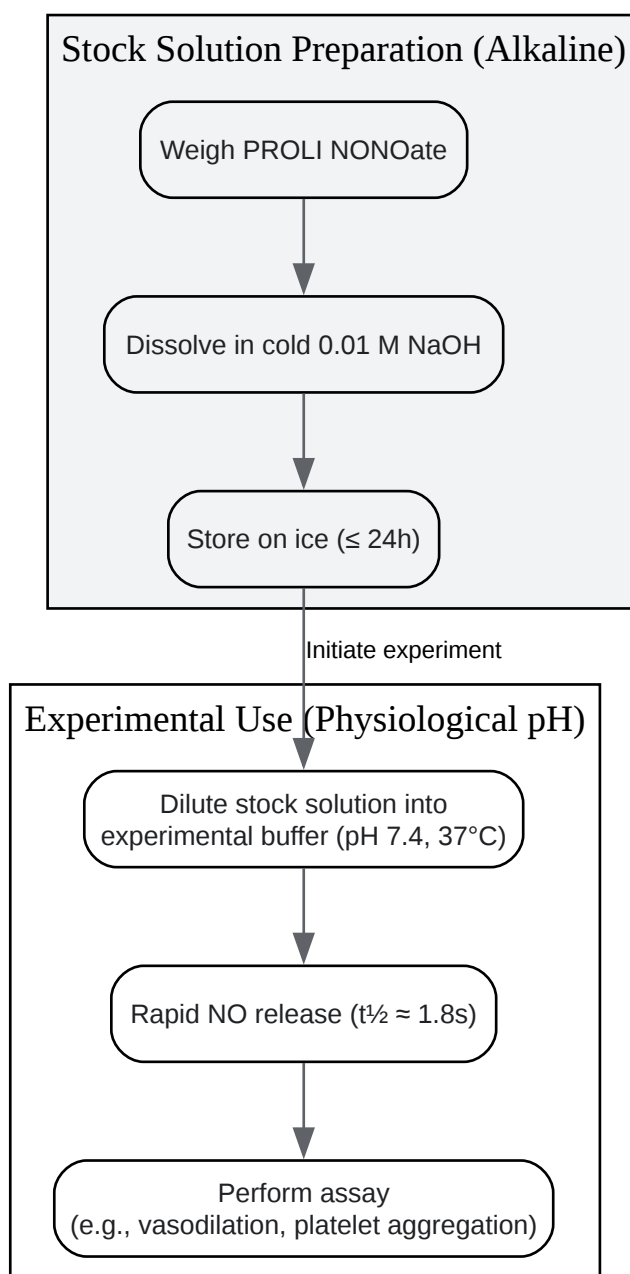 Stock Solution Preparation (Alkaline)
Weigh PROLI NONOate
Dissolve in cold 0.01 M NaOH
Store on ice (≤ 24h)
Initiate experiment
Experimental Use (Physiological pH)
Dilute stock solution into
experimental buffer (pH 7.4, 37°C)
Rapid NO release (t½ ≈ 1.8s)
Perform assay
(e.g., vasodilation, platelet aggregation)